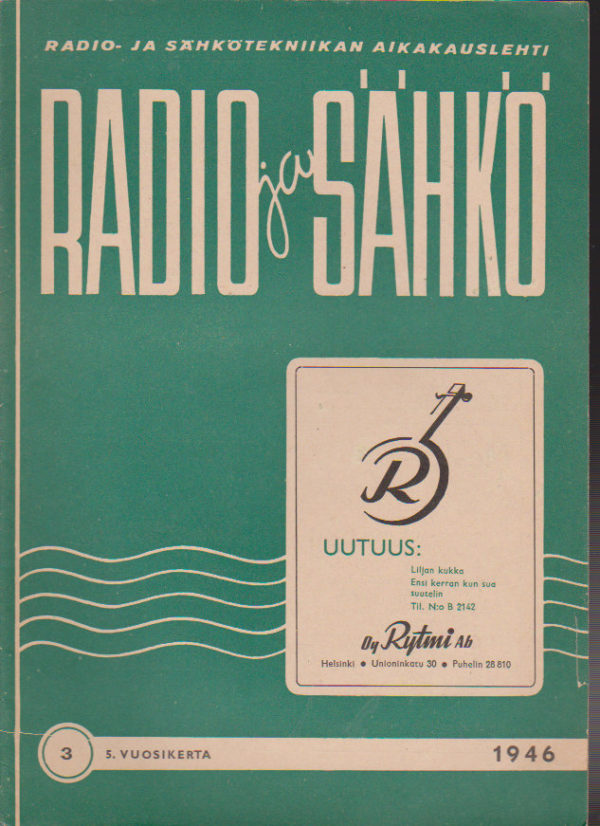 RADIO- JA SÄHKÖTEKNIIKAN AIKAKAUSLEHTI
RADIO ja SÄHKÖ
R
UUTUUS:
Liljan kukka
Ensi kerran kun sua
suutelin
Til. N:o B 2142
Oy Rytmi Ab
Helsinki ● Unioninkatu 30 ● Puhelin 28 810
3 5. VUOSIKERTA 1946